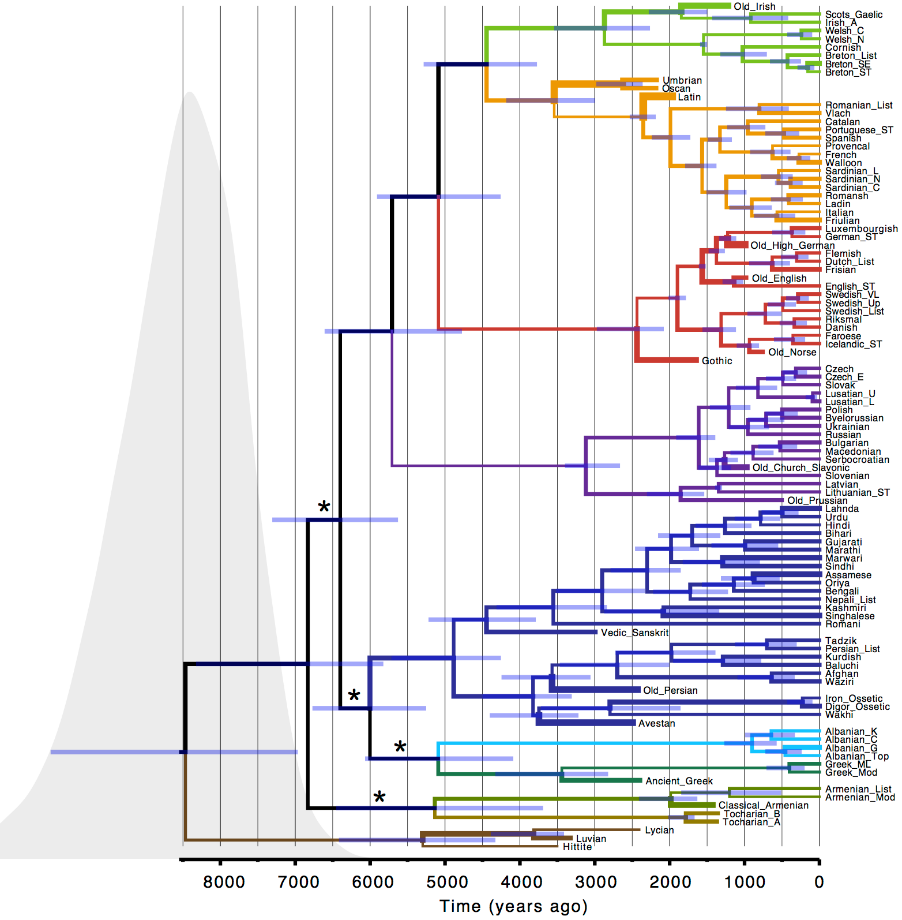 Old_Irish
Scots_Gaelic
Irish_A
Welsh_C
Welsh_N
Cornish
Breton_List
Breton_SE
Breton_ST
Umbrian
Oscan
Latin
Romanian_List
Vlach
Catalan
Portuguese_ST
Spanish
Provencal
French
Walloon
Sardinian_L
Sardinian_N
Sardinian_C
Romansh
Ladin
Italian
Friulian
Luxembourgish
German_ST
Old_High_German
Flemish
Dutch_List
Frisian
Old_English
English_ST
Swedish_VL
Swedish_Up
Swedish_List
Riksmal
Danish
Faroese
Icelandic_ST
Old_Norse
Gothic
Czech
Czech_E
Slovak
Lusatian_U
Lusatian_L
Polish
Byelorussian
Ukrainian
Russian
Bulgarian
Macedonian
Serbocroatian
Old_Church_Slavonic
Slovenian
Latvian
Lithuanian_ST
Old_Prussian
Lahnda
Urdu
Hindi
Bihari
Gujarati
Marathi
Marwari
Sindhi
Assamese
Oriya
Bengali
Nepali_List
Kashmiri
Singhalese
Romani
Vedic_Sanskrit
Tadzik
Persian_List
Kurdish
Baluchi
Afghan
Waziri
Old_Persian
Iron_Ossetic
Digor_Ossetic
Wakhi
Avestan
Albanian_K
Albanian_C
Albanian_G
Albanian_Top
Greek_ML
Greek_Mod
Ancient_Greek
Armenian_List
Armenian_Mod
Classical_Armenian
Tocharian_B
Tocharian_A
Lycian
Luvian
Hittite
*
*
*
*
8000 7000 6000 5000 4000 3000 2000 1000 0
Time (years ago)